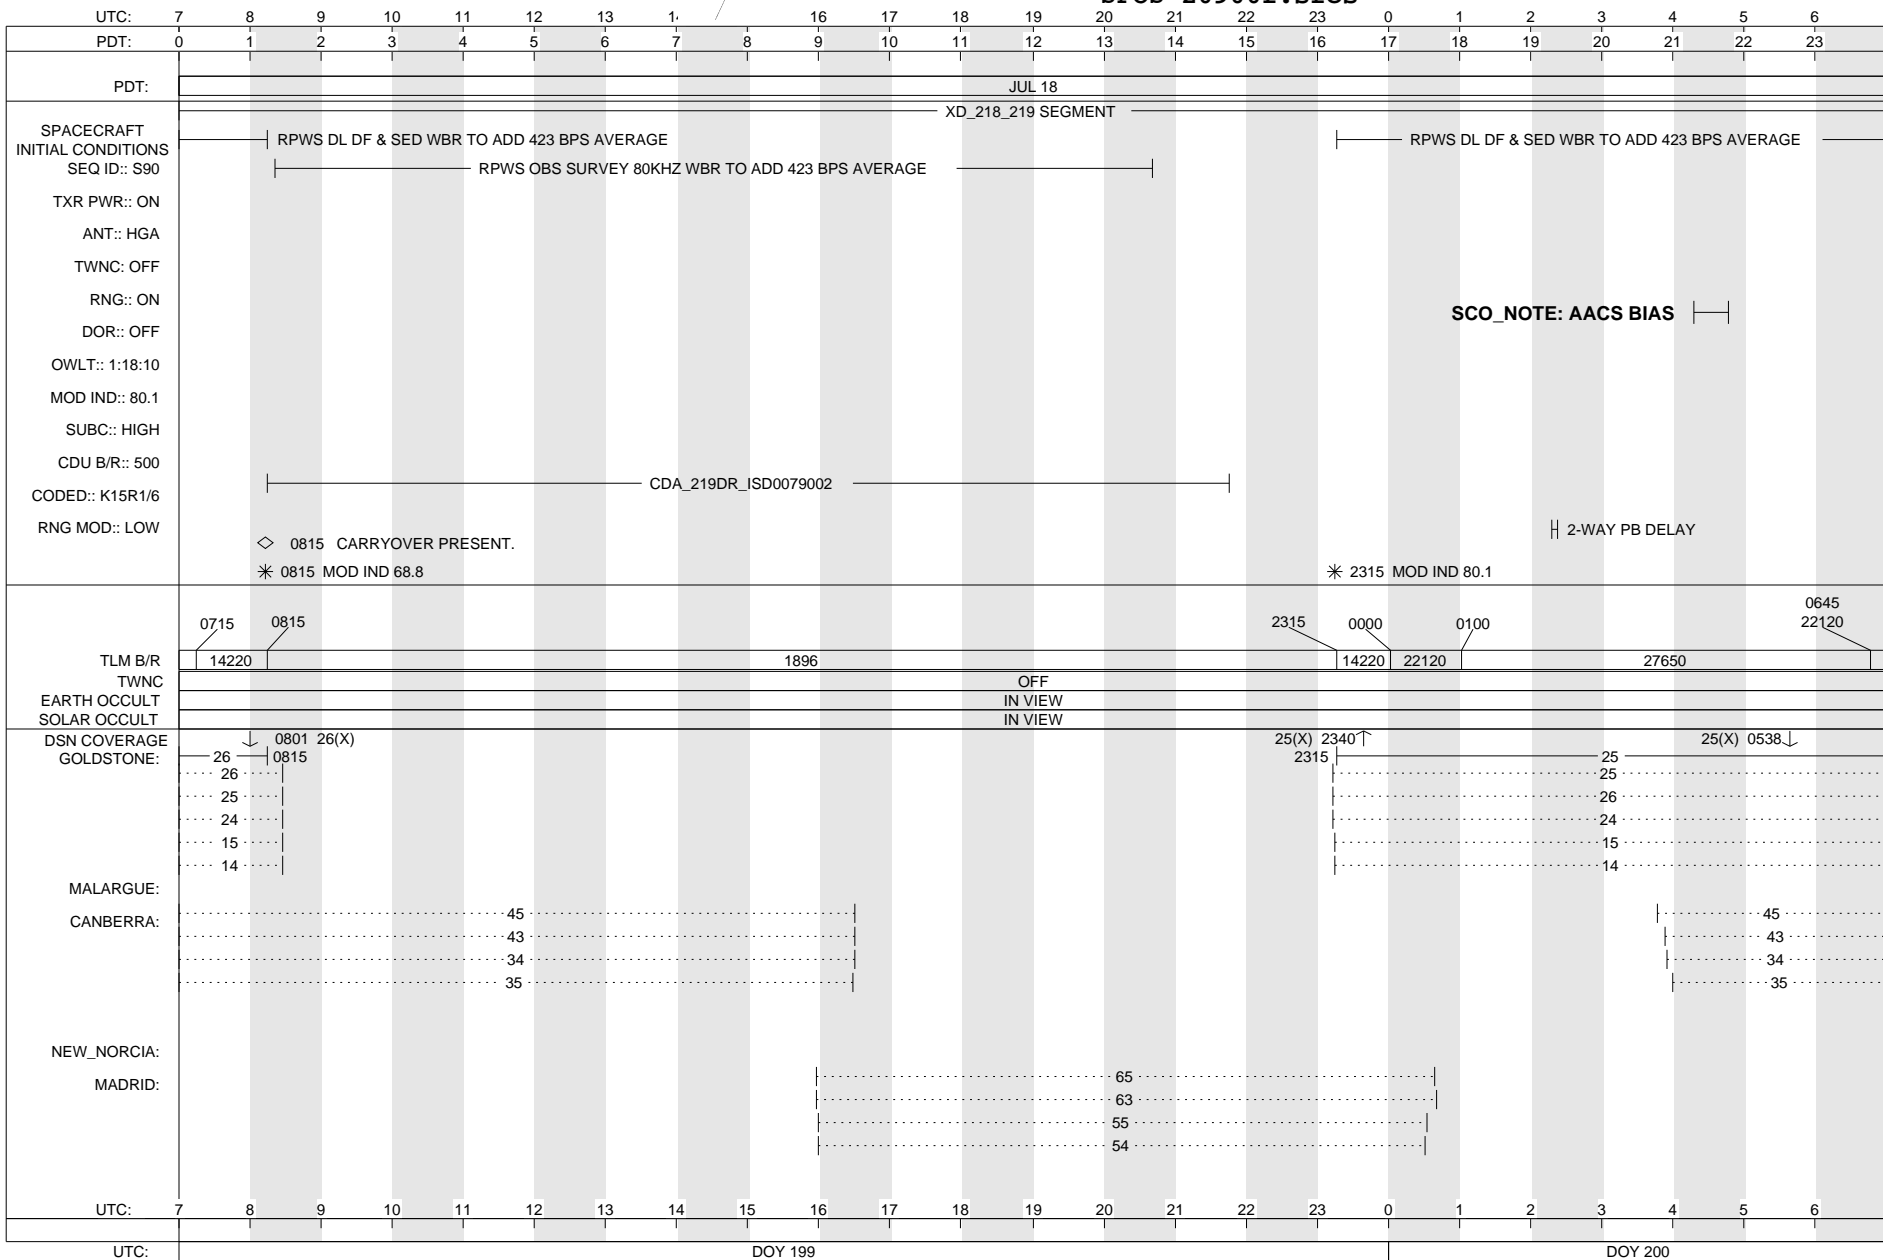 UTC: 7 8 9 10 11 12 13 16 17 18 19 20 21 22 23 0 1 2 3 4 5 6
PDT: 0 1 2 3 4 5 6 7 8 9 10 11 12 13 14 15 16 17 18 19 20 21 22 23
PDT: JUL 18
XD_218_219 SEGMENT
SPACECRAFT
INITIAL CONDITIONS
RPWS DL DF & SED WBR TO ADD 423 BPS AVERAGE RPWS DL DF & SED WBR TO ADD 423 BPS AVERAGE
SEQ ID:: S90 RPWS OBS SURVEY 80KHZ WBR TO ADD 423 BPS AVERAGE
TXR PWR:: ON
ANT:: HGA
TWNC: OFF
RNG:: ON
SCO_NOTE: AACS BIAS
DOR:: OFF
OWLT:: 1:18:10
MOD IND:: 80.1
SUBC:: HIGH
CDU B/R:: 500
CDA_219DR_ISD0079002
CODED:: K15R1/6
RNG MOD:: LOW 2-WAY PB DELAY
0815 CARRYOVER PRESENT.
0815 MOD IND 68.8 2315 MOD IND 80.1
0645
0715 0815 2315 0000 0100 22120
TLM B/R 14220 1896 14220 22120 27650
TWNC OFF
EARTH OCCULT IN VIEW
SOLAR OCCULT IN VIEW
DSN COVERAGE 0801 26(X) 25(X) 2340 25(X) 0538
GOLDSTONE: 26 0815 2315 25
26 25
25 26
24 24
15 15
14 14
MALARGUE:
CANBERRA: 45 45
43 43
34 34
35 35
NEW_NORCIA:
MADRID: 65
63
55
54
UTC: 7 8 9 10 11 12 13 14 15 16 17 18 19 20 21 22 23 0 1 2 3 4 5 6
UTC: DOY 199 DOY 200